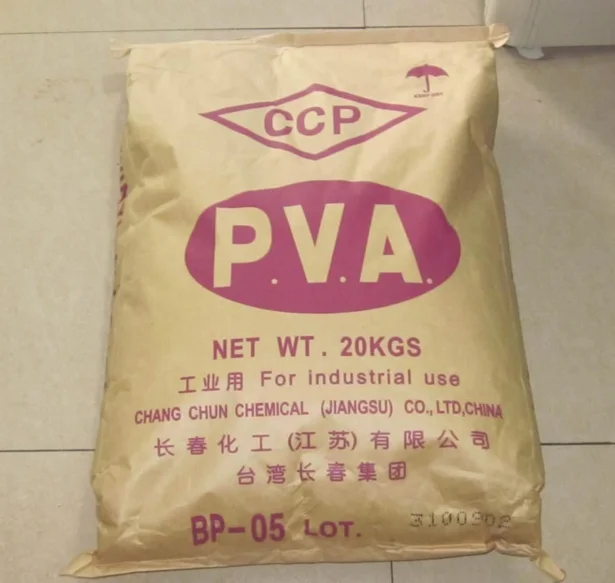 CCP
P.V.A.
NET WT. 20KGS
工业用 For industrial use
CHANG CHUN CHEMICAL (JIANGSU) CO., LTD, CHINA
长春化工(江苏)有限公司
台湾长春集团
BP-05 LOT.